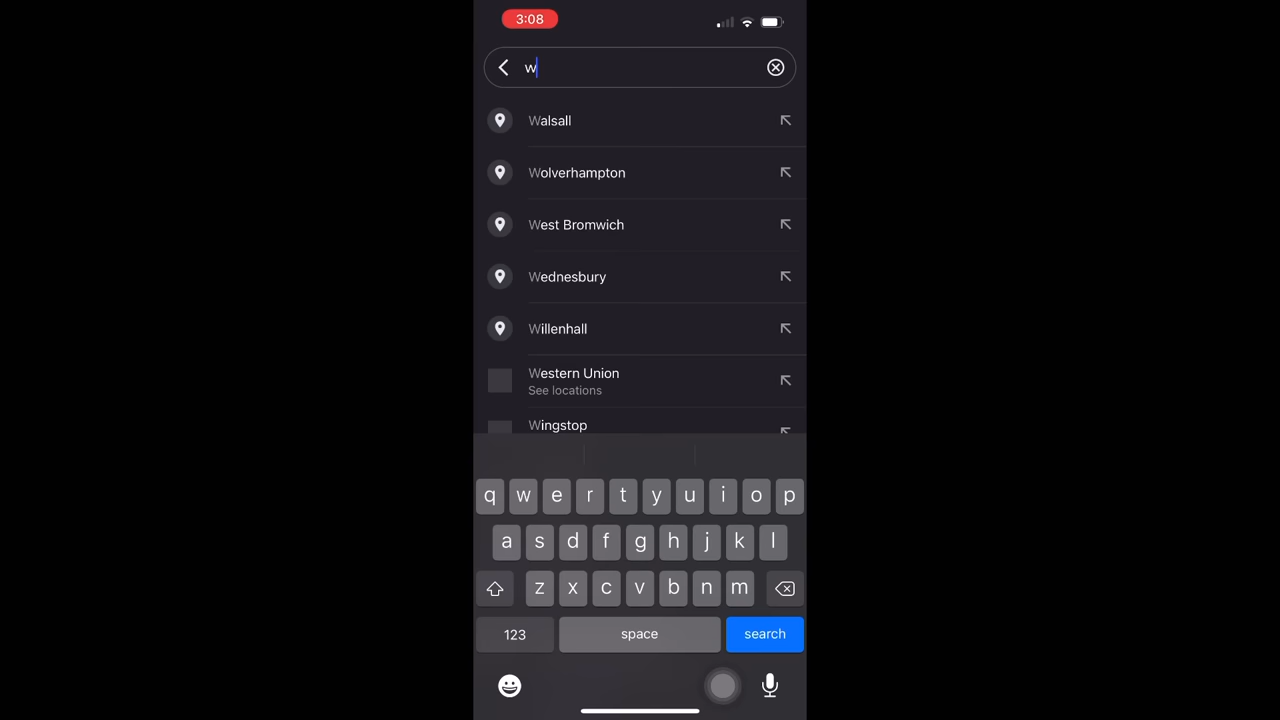 3:08
w
Walsall
Wolverhampton
West Bromwich
Wednesbury
Willenhall
Western Union
See locations
Wingstop
q w e r t y u i o p
a s d f g h j k l
z x c v b n m
123 space search